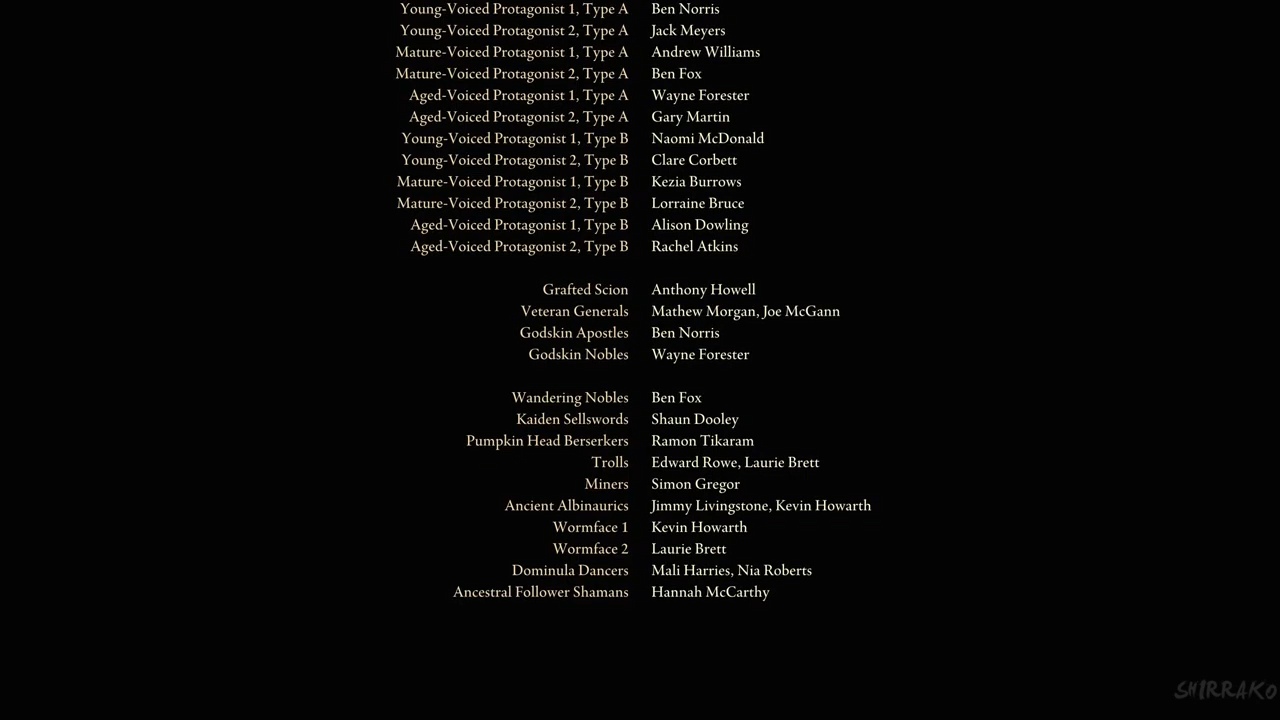 Young-Voiced Protagonist 1, Type A Ben Norris
Young-Voiced Protagonist 2, Type A Jack Meyers
Mature-Voiced Protagonist 1, Type A Andrew Williams
Mature-Voiced Protagonist 2, Type A Ben Fox
Aged-Voiced Protagonist 1, Type A Wayne Forester
Aged-Voiced Protagonist 2, Type A Gary Martin
Young-Voiced Protagonist 1, Type B Naomi McDonald
Young-Voiced Protagonist 2, Type B Clare Corbett
Mature-Voiced Protagonist 1, Type B Kezia Burrows
Mature-Voiced Protagonist 2, Type B Lorraine Bruce
Aged-Voiced Protagonist 1, Type B Alison Dowling
Aged-Voiced Protagonist 2, Type B Rachel Atkins
Grafted Scion Anthony Howell
Veteran Generals Mathew Morgan, Joe McGann
Godskin Apostles Ben Norris
Godskin Nobles Wayne Forester
Wandering Nobles Ben Fox
Kaiden Sellswords Shaun Dooley
Pumpkin Head Berserkers Ramon Tikaram
Trolls Edward Rowe, Laurie Brett
Miners Simon Gregor
Ancient Albinaurics Jimmy Livingstone, Kevin Howarth
Wormface 1 Kevin Howarth
Wormface 2 Laurie Brett
Dominula Dancers Mali Harries, Nia Roberts
Ancestral Follower Shamans Hannah McCarthy
SHIRRAKO